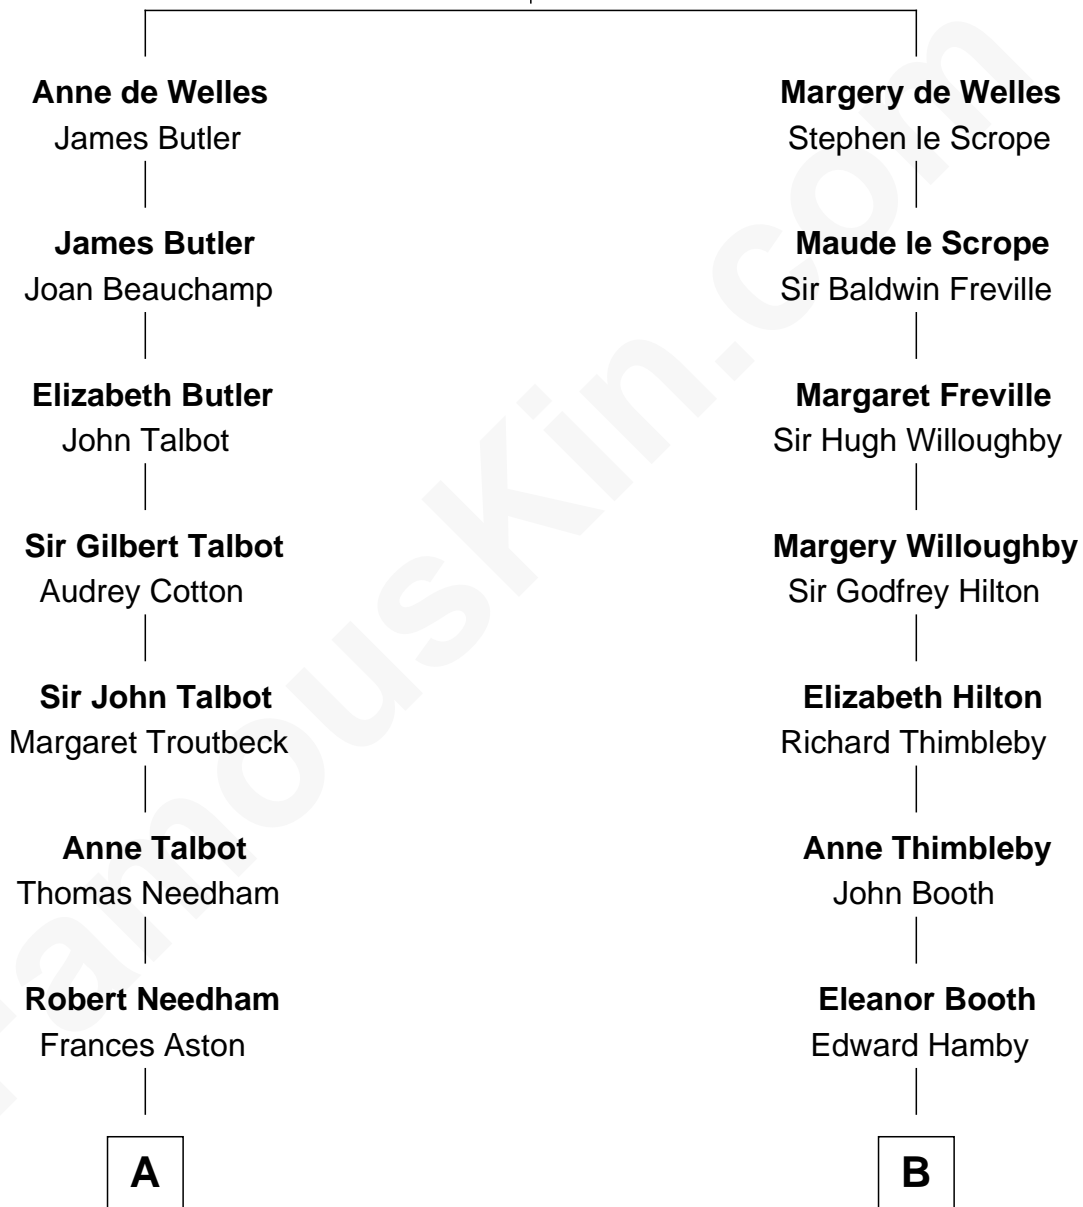 Anne de Welles
James Butler
James Butler
Joan Beauchamp
Elizabeth Butler
John Talbot
Sir Gilbert Talbot
Audrey Cotton
Sir John Talbot
Margaret Troutbeck
Anne Talbot
Thomas Needham
Robert Needham
Frances Aston
A
Margery de Welles
Stephen le Scrope
Maude le Scrope
Sir Baldwin Freville
Margaret Freville
Sir Hugh Willoughby
Margery Willoughby
Sir Godfrey Hilton
Elizabeth Hilton
Richard Thimbleby
Anne Thimbleby
John Booth
Eleanor Booth
Edward Hamby
B
FamousKin.com